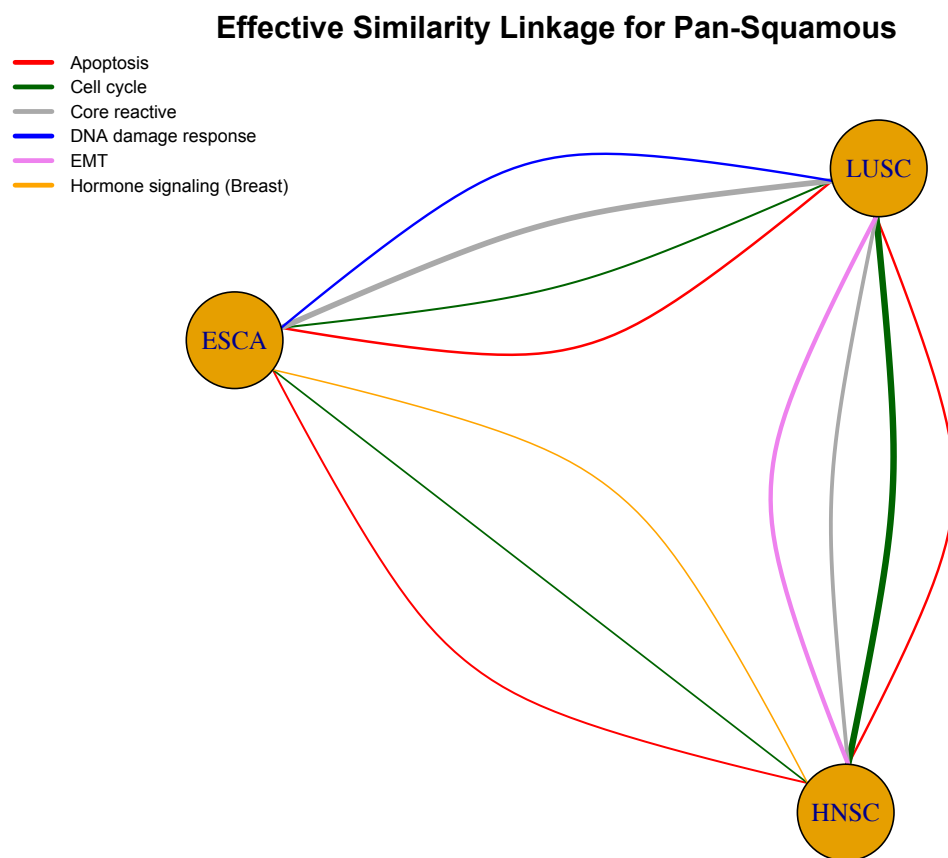 Effective Similarity Linkage for Pan-Squamous
Apoptosis
Cell cycle
Core reactive
DNA damage response
EMT
Hormone signaling (Breast)
LUSC
ESCA
HNSC